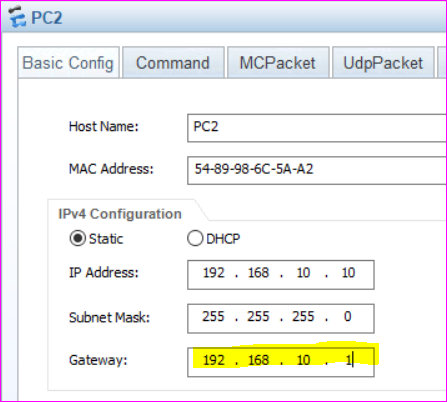 PC2
Basic Config Command MCPacket UdpPacket
Host Name: PC2
MAC Address: 54-89-98-6C-5A-A2
IPv4 Configuration
Static DHCP
IP Address: 192 . 168 . 10 . 10
Subnet Mask: 255 . 255 . 255 . 0
Gateway: 192 . 168 . 10 . 1